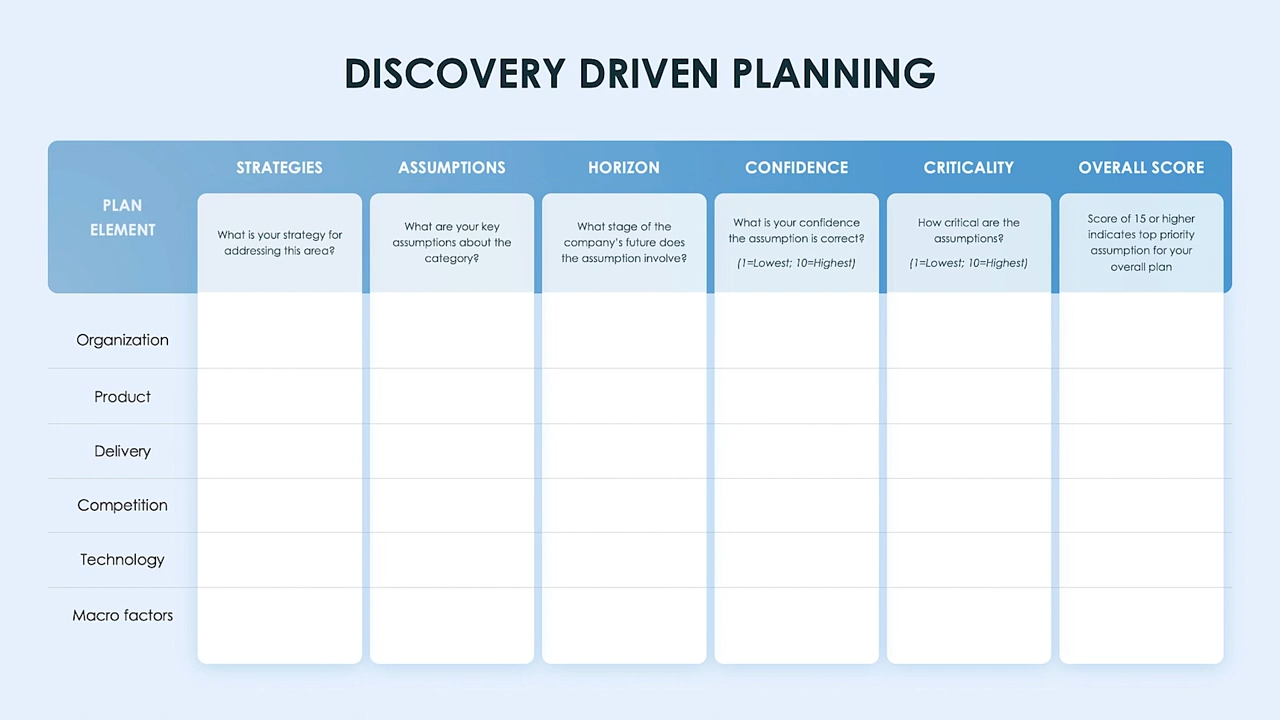 DISCOVERY DRIVEN PLANNING
PLAN
ELEMENT
STRATEGIES
What is your strategy for
addressing this area?
ASSUMPTIONS
What are your key
assumptions about the
category?
HORIZON
What stage of the
company's future does
the assumption involve?
CONFIDENCE
What is your confidence
the assumption is correct?
(1=Lowest; 10=Highest)
CRITICALITY
How critical are the
assumptions?
(1=Lowest; 10=Highest)
OVERALL SCORE
Score of 15 or higher
indicates top priority
assumption for your
overall plan
Organization
Product
Delivery
Competition
Technology
Macro factors